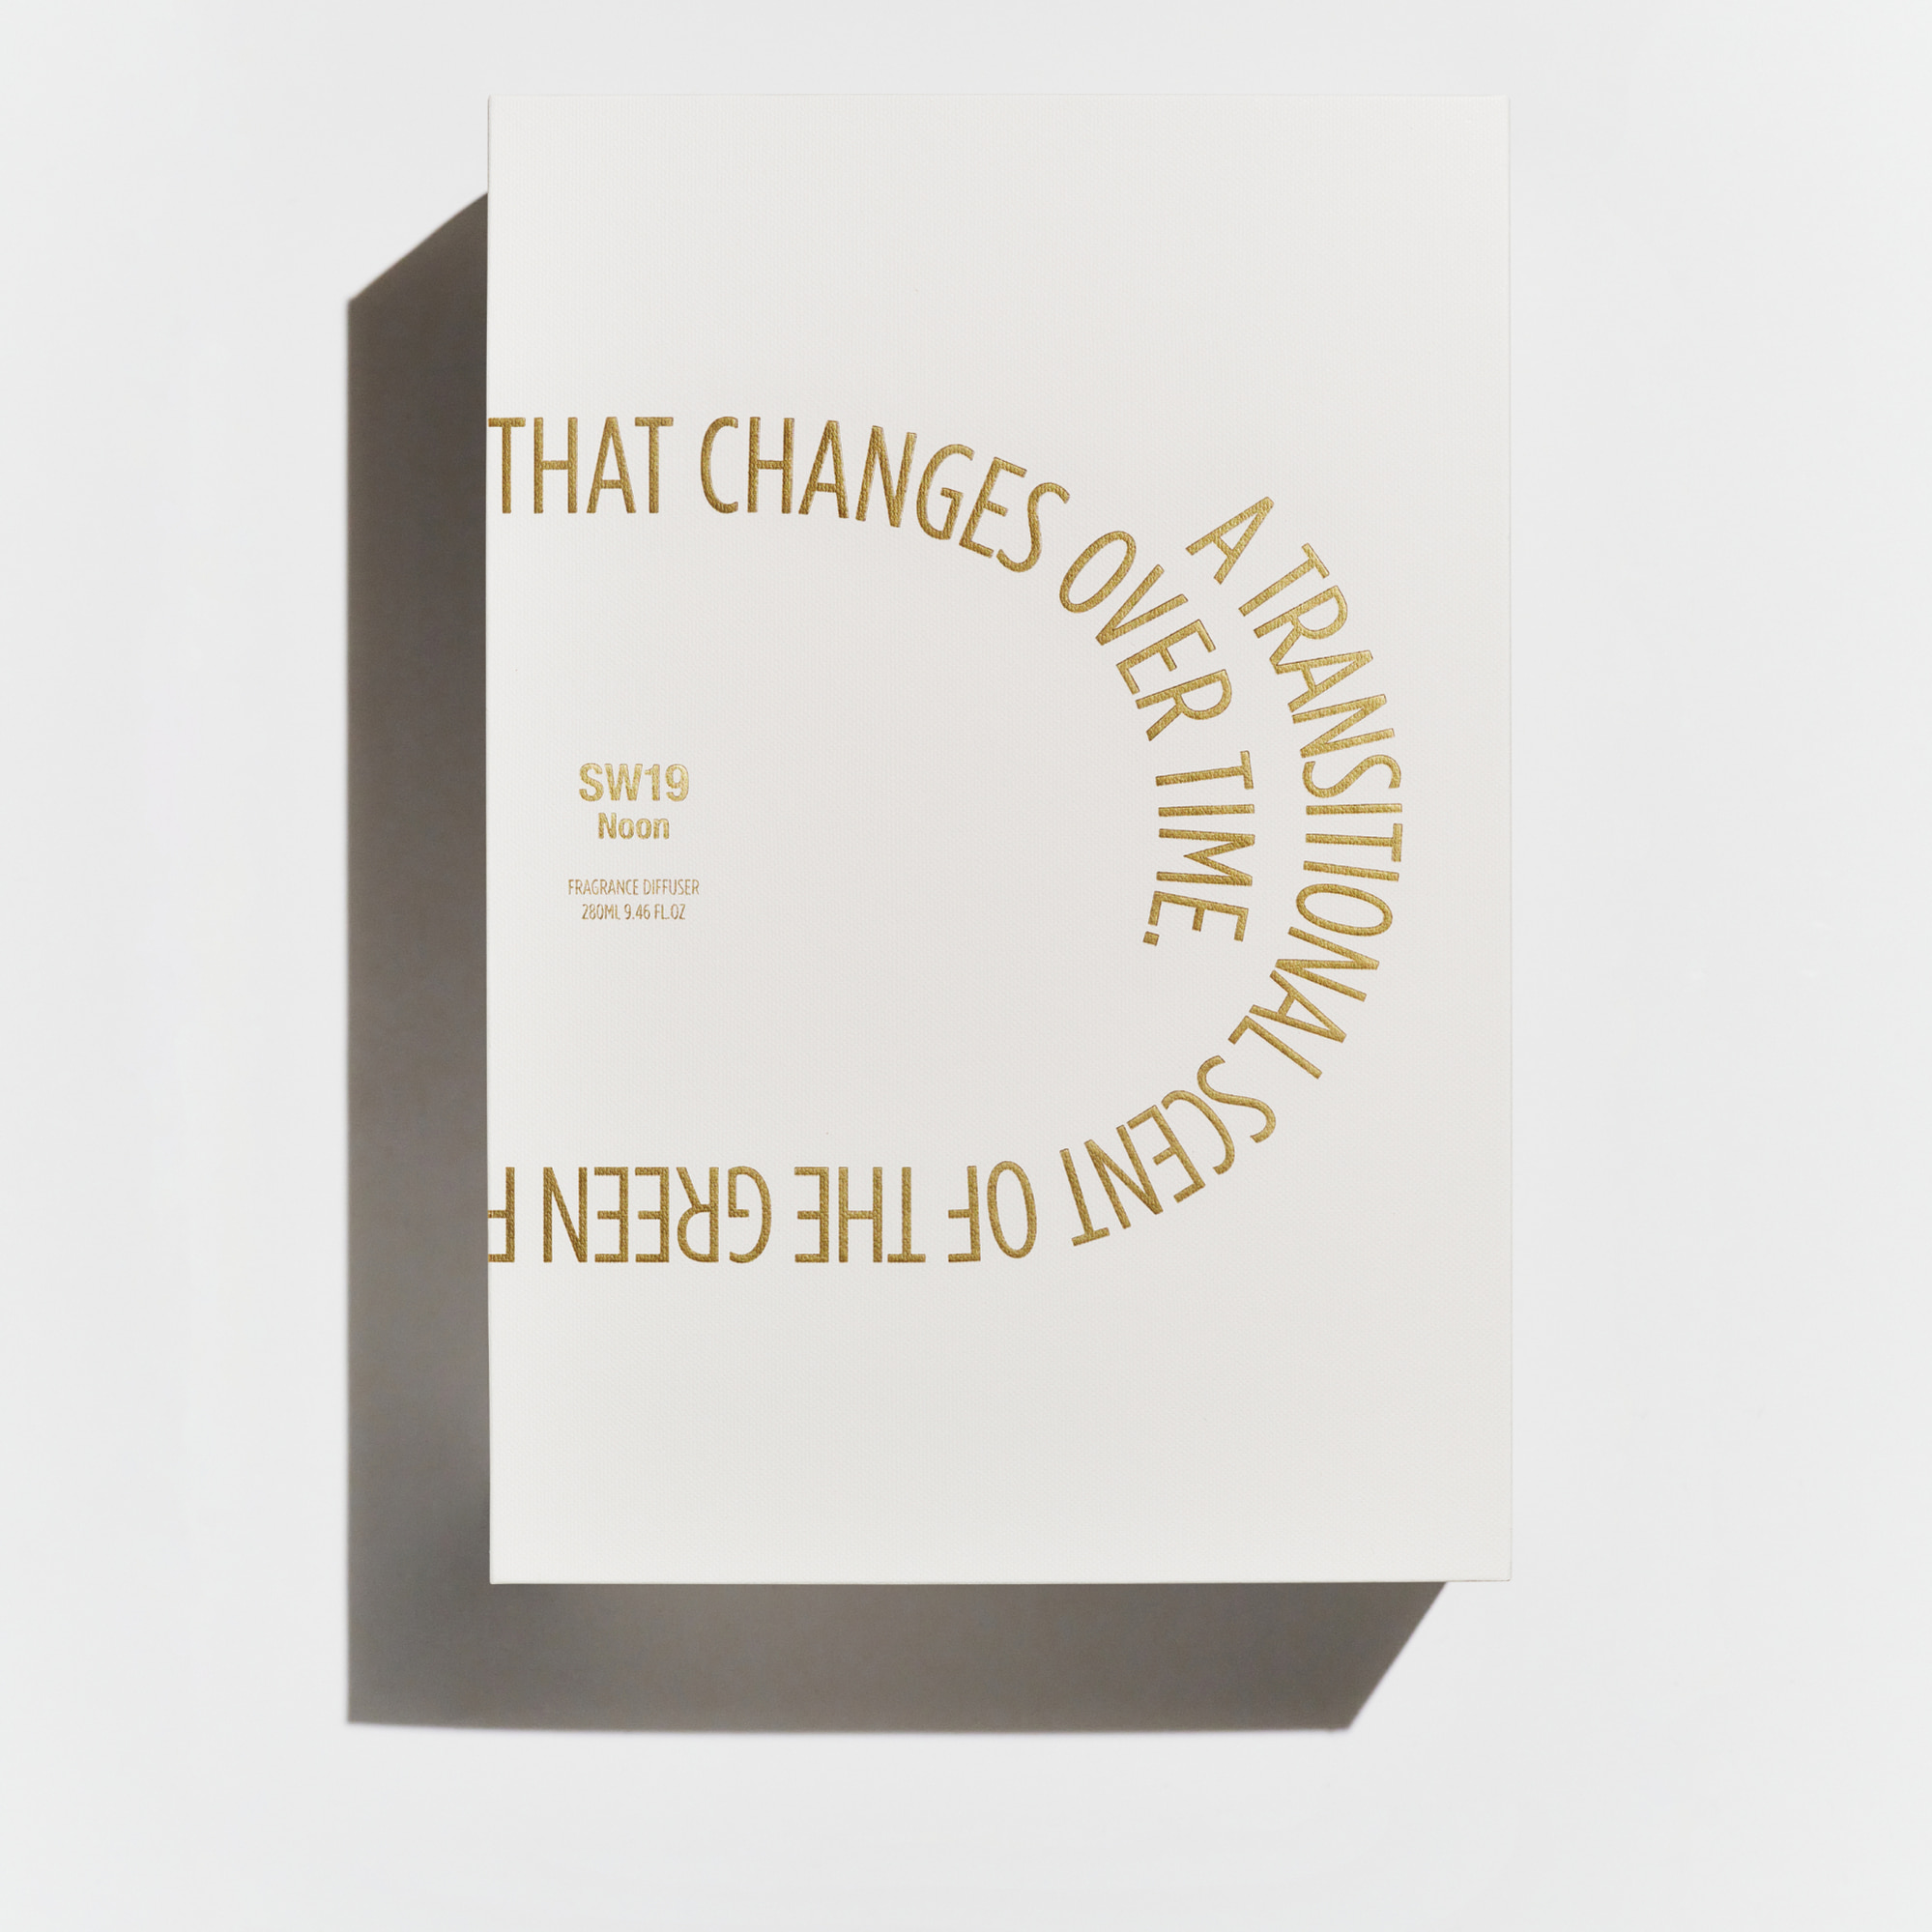 A TRANSITIONAL SCENT OF THE GREEN F
THAT CHANGES OVER TIME.
SW19
Noon
FRAGRANCE DIFFUSER
280ML 9.46 FL.OZ